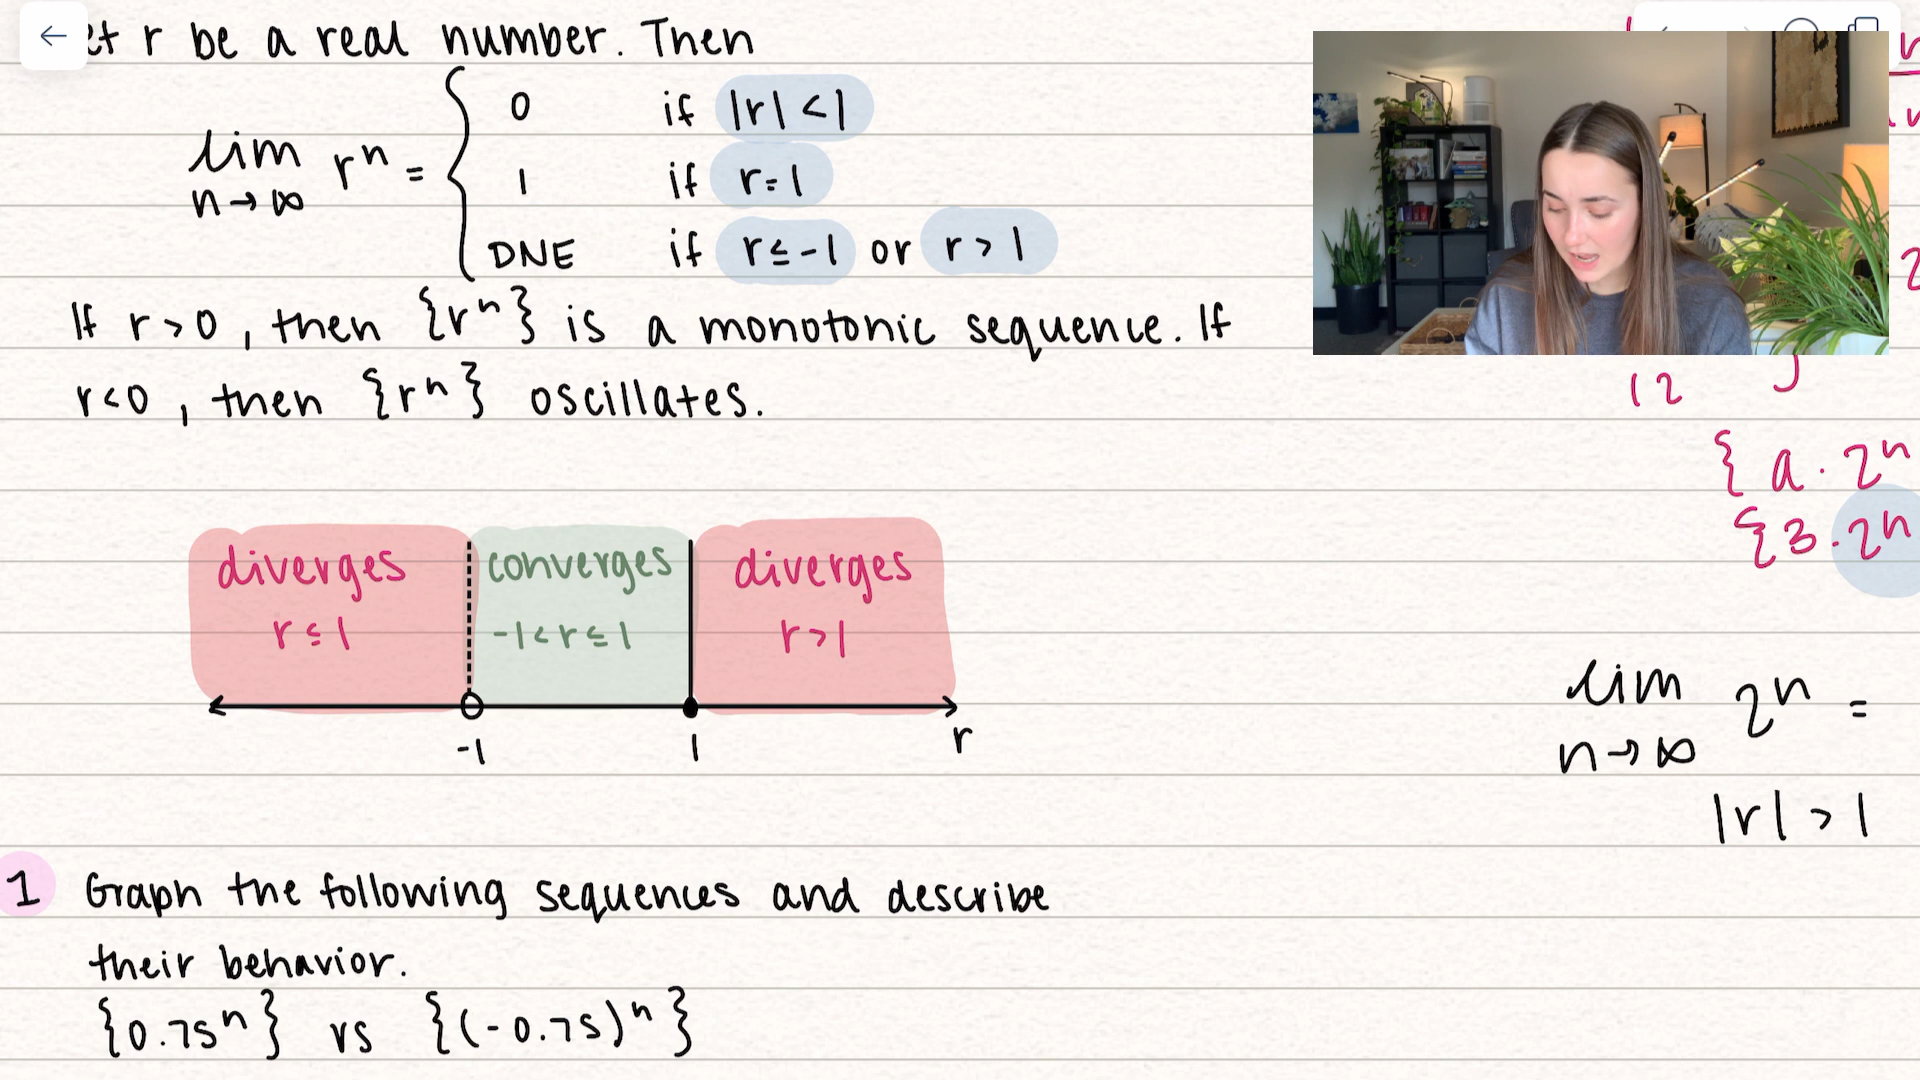 et r be a real number. Then
lim n→∞ rⁿ =
0 if |r| < 1
1 if r = 1
DNE if r ≤ -1 or r > 1
If r > 0, then {rⁿ} is a monotonic sequence. If
r < 0, then {rⁿ} oscillates.
12
{ a · 2ⁿ
{3 · 2ⁿ
diverges converges diverges
r ≤ 1 -1 < r ≤ 1 r > 1
-1 1 r
lim n→∞ 2ⁿ =
|r| > 1
1 Graph the following sequences and describe
their behavior.
{0.75ⁿ} vs {(-0.75)ⁿ}